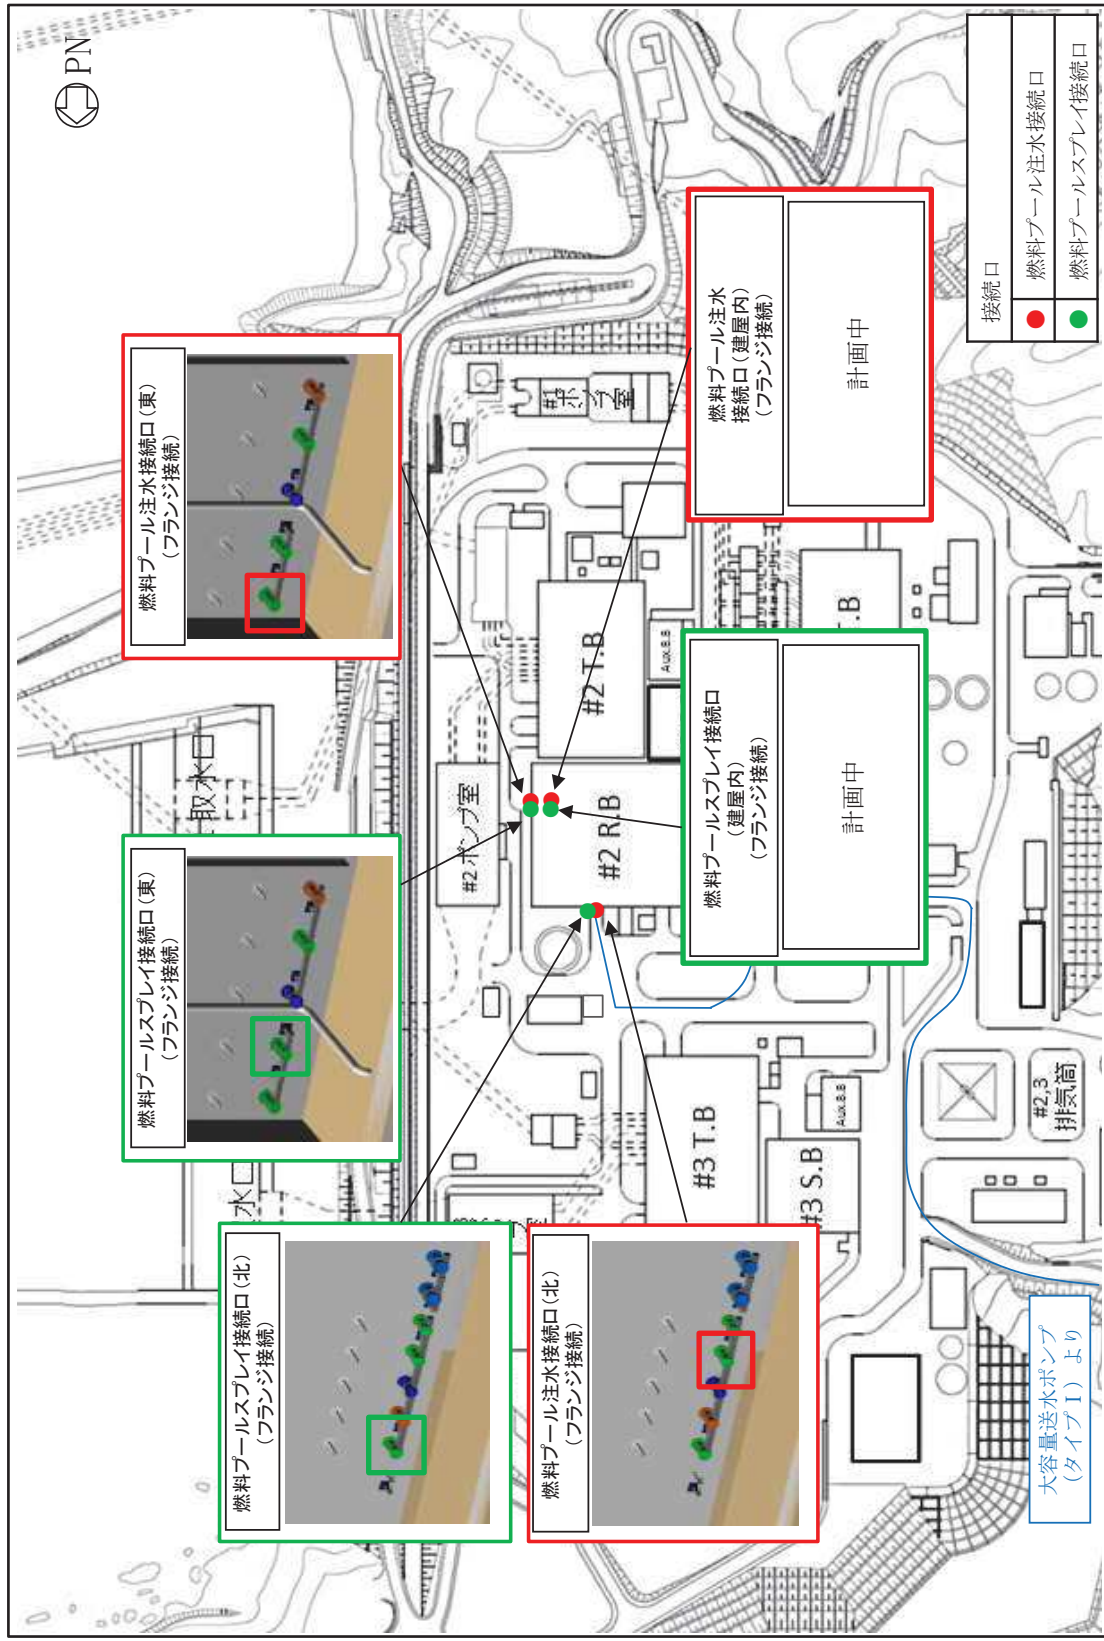 PN
燃料プール注水接続口(東)
(フランジ接続)
燃料プールスプレイ接続口(東)
(フランジ接続)
燃料プールスプレイ接続口(北)
(フランジ接続)
燃料プール注水接続口(北)
(フランジ接続)
燃料プール注水
接続口(建屋内)
(フランジ接続)
計画中
燃料プールスプレイ接続口
(建屋内)
(フランジ接続)
計画中
接続口
燃料プール注水接続口
燃料プールスプレイ接続口
大容量送水ポンプ
(タイプⅠ)より
取水口
水口
#1
ポンプ室
#2 ポンプ室
#2 T.B
Aux.B.B
#2 R.B
T.B
#3 T.B
Aux.B.B
#3 S.B
#2,3
排気筒